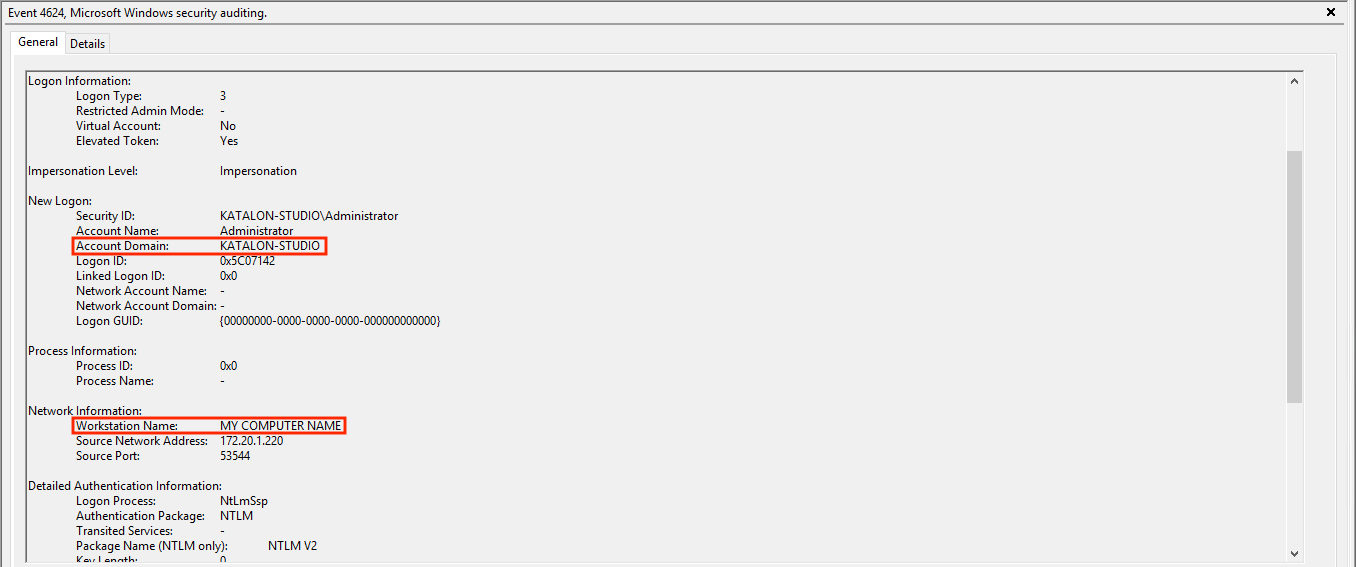 Event 4624, Microsoft Windows security auditing.
General Details
Logon Information:
Logon Type: 3
Restricted Admin Mode: -
Virtual Account: No
Elevated Token: Yes
Impersonation Level: Impersonation
New Logon:
Security ID: KATALON-STUDIO\Administrator
Account Name: Administrator
Account Domain: KATALON-STUDIO
Logon ID: 0x5C07142
Linked Logon ID: 0x0
Network Account Name: -
Network Account Domain: -
Logon GUID: {00000000-0000-0000-0000-000000000000}
Process Information:
Process ID: 0x0
Process Name: -
Network Information:
Workstation Name: MY COMPUTER NAME
Source Network Address: 172.20.1.220
Source Port: 53544
Detailed Authentication Information:
Logon Process: NtLmSsp
Authentication Package: NTLM
Transited Services: -
Package Name (NTLM only): NTLM V2
Key Length: 0